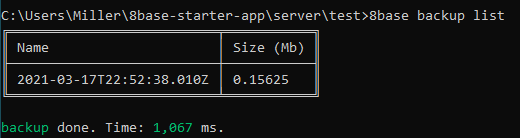 C:\Users\Miller\8base-starter-app\server\test>8base backup list
Name Size (Mb)
2021-03-17T22:52:38.010Z 0.15625
backup done. Time: 1,067 ms.